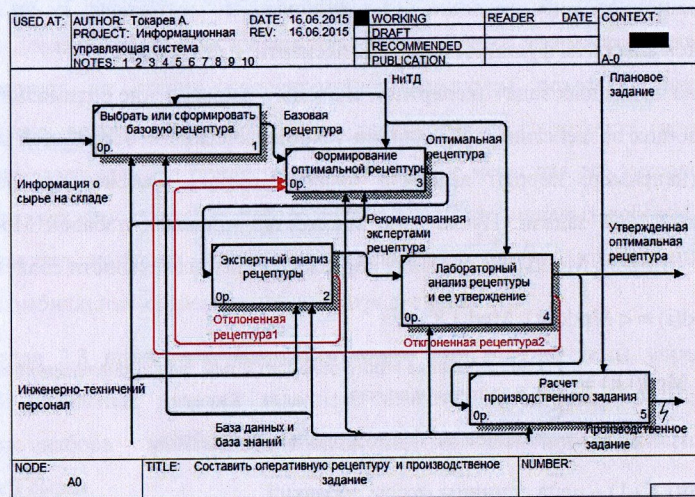 USED AT:
AUTHOR: Токарев А.
DATE: 16.06.2015
PROJECT: Информационная
REV: 16.06.2015
управляющая система
NOTES: 1 2 3 4 5 6 7 8 9 10
WORKING
READER
DATE
CONTEXT:
DRAFT
RECOMMENDED
PUBLICATION
A-0
НиТД
Плановое
задание
Выбрать или сформировать
базовую рецептура
0р.
1
Базовая
рецептура
Формирование
оптимальной рецептуры
0р.
3
Оптимальная
рецептура
Информация о
сырье на складе
Рекомендованная
экспертами
рецептура
Утвержденная
оптимальная
рецептура
Экспертный анализ
рецептуры
0р.
2
Лабораторный
анализ рецептуры
и ее утверждение
0р.
4
Отклоненная
рецептура1
Отклоненная рецептура2
Инженерно-техничекий
персонал
Расчет
производственного задания
0р.
5
База данных и
база знаний
Производственное
задание
NODE:
A0
TITLE: Составить оперативную рецептуру и производственое
задание
NUMBER: